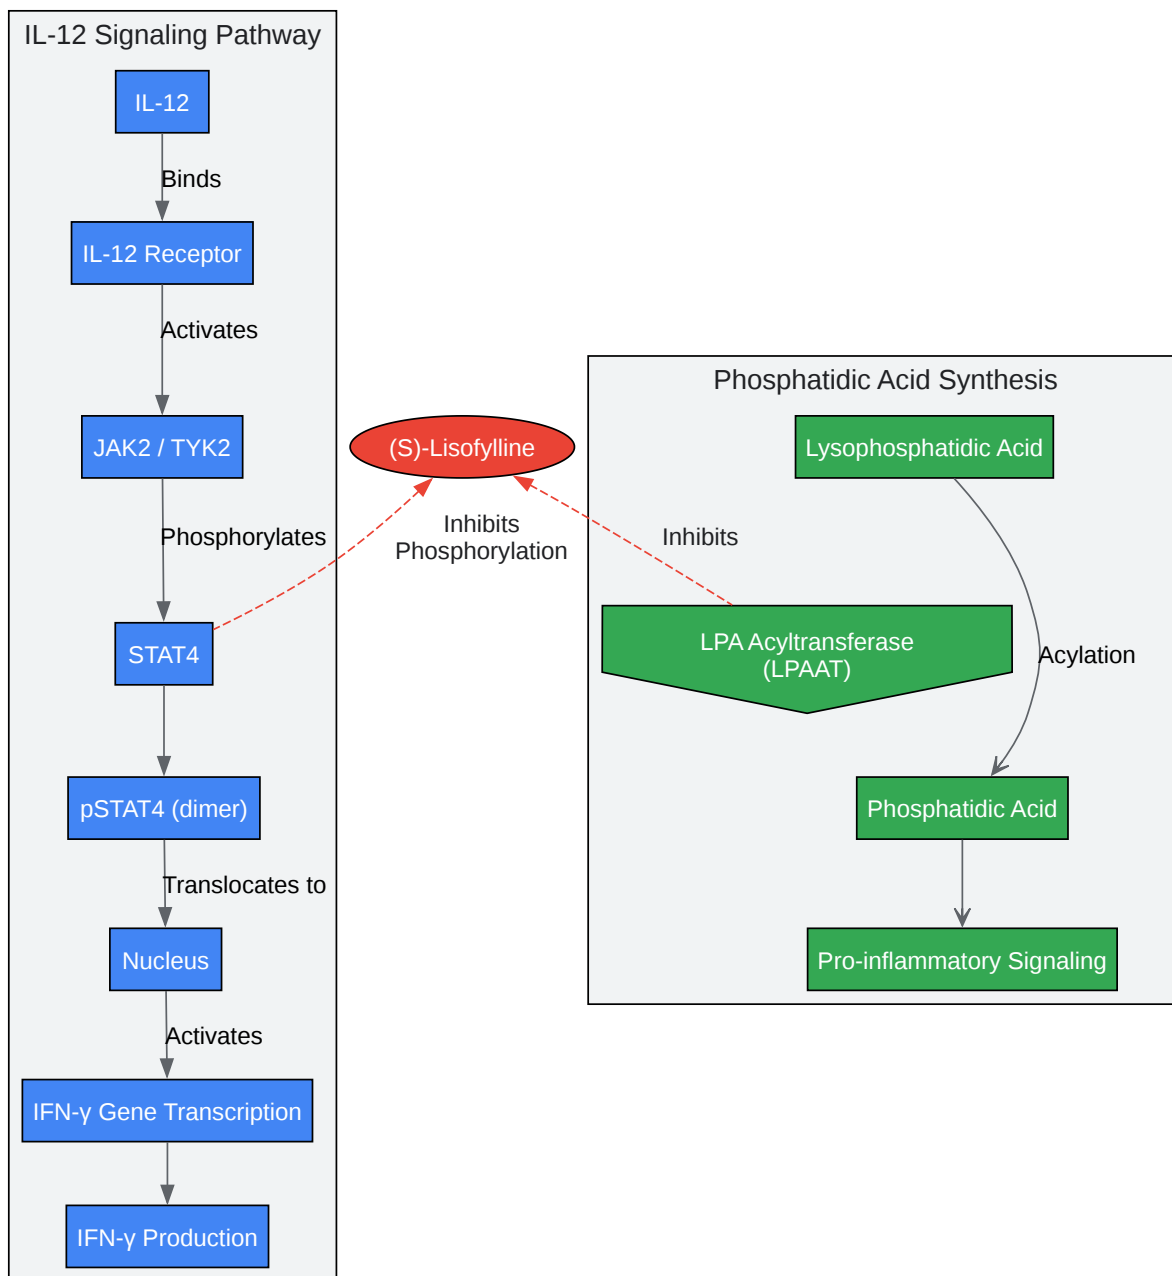 IL-12 Signaling Pathway
IL-12
Binds
IL-12 Receptor
Activates
JAK2 / TYK2
Phosphorylates
STAT4
pSTAT4 (dimer)
Translocates to
Nucleus
Activates
IFN-γ Gene Transcription
IFN-γ Production
(S)-Lisofylline
Inhibits
Phosphorylation
Inhibits
Phosphatidic Acid Synthesis
Lysophosphatidic Acid
LPA Acyltransferase
(LPAAT)
Acylation
Phosphatidic Acid
Pro-inflammatory Signaling